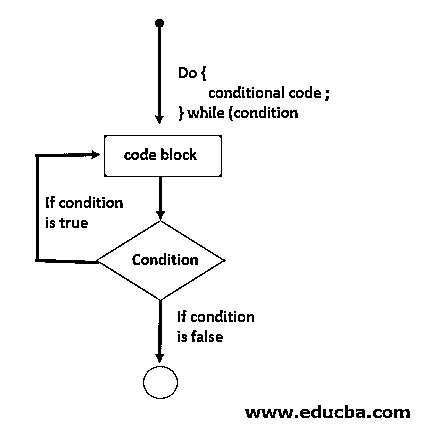 Do {
conditional code ;
} while (condition
code block
If condition
is true
Condition
If condition
is false
www.educba.com